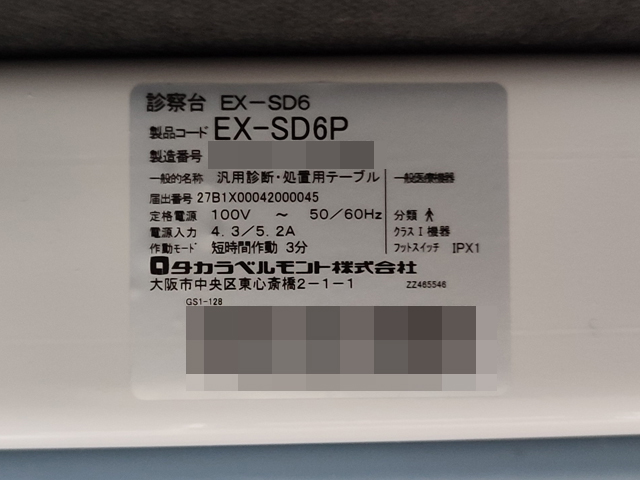 診察台 EX-SD6
製品コード EX-SD6P
製造番号
一般的名称 汎用診断・処置用テーブル 一般医療機器
届出番号 27B1X00042000045
定格電源 100V ~ 50/60Hz 分類
電源入力 4.3/5.2A クラスⅠ機器
作動モード 短時間作動 3分 フットスイッチ IPX1
タカラベルモント株式会社
大阪市中央区東心斎橋2-1-1 ZZ465546
GS1-128